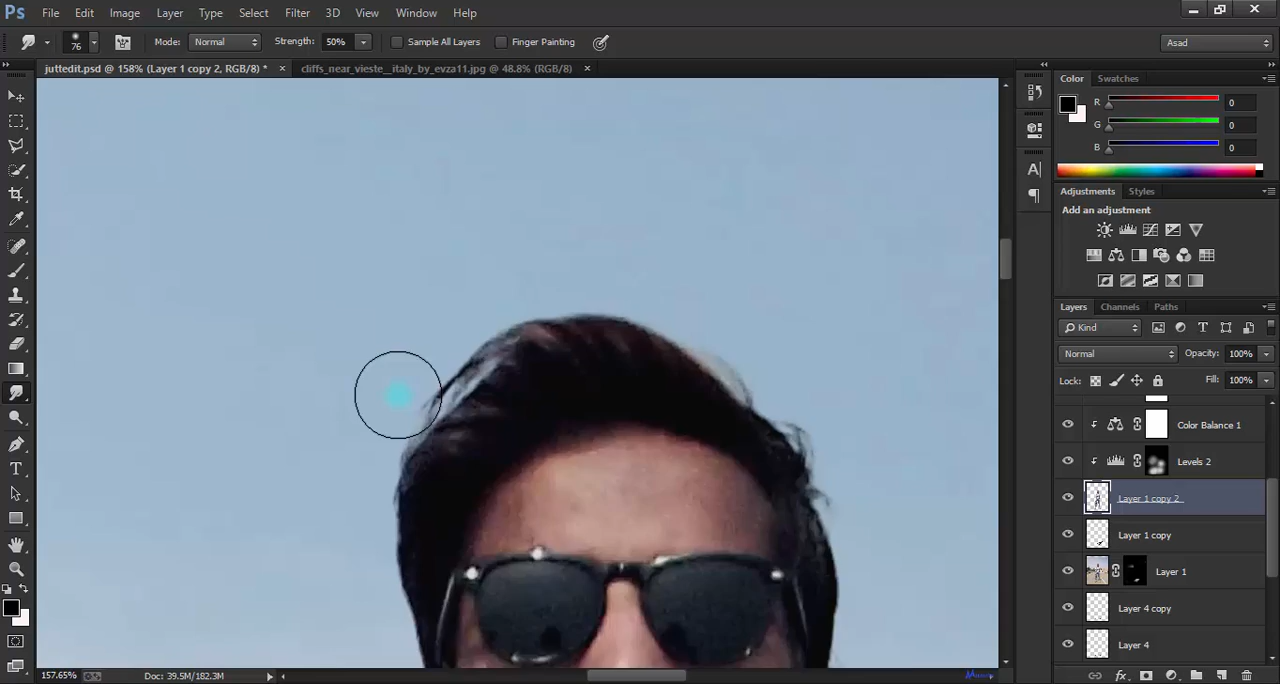 Ps File Edit Image Layer Type Select Filter 3D View Window Help
76 Mode: Normal Strength: 50% Sample All Layers Finger Painting Asad
juttedit.psd @ 158% (Layer 1 copy 2, RGB/8) * × cliffs_near_vieste__italy_by_evza11.jpg @ 48.8% (RGB/8) ×
Color Swatches
R 0
G 0
B 0
Adjustments Styles
Add an adjustment
Layers Channels Paths
Kind T
Normal Opacity: 100%
Lock: Fill: 100%
Color Balance 1
Levels 2
Layer 1 copy 2
Layer 1 copy
Layer 1
Layer 4 copy
Layer 4
157.65% Doc: 39.5M/182.3M